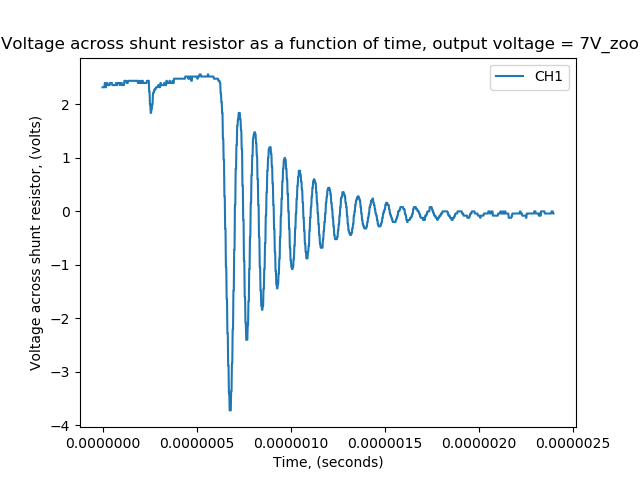 Voltage across shunt resistor as a function of time, output voltage = 7V_zoo
CH1
Voltage across shunt resistor, (volts)
2
1
0
−1
−2
−3
−4
0.0000000 0.0000005 0.0000010 0.0000015 0.0000020 0.0000025
Time, (seconds)